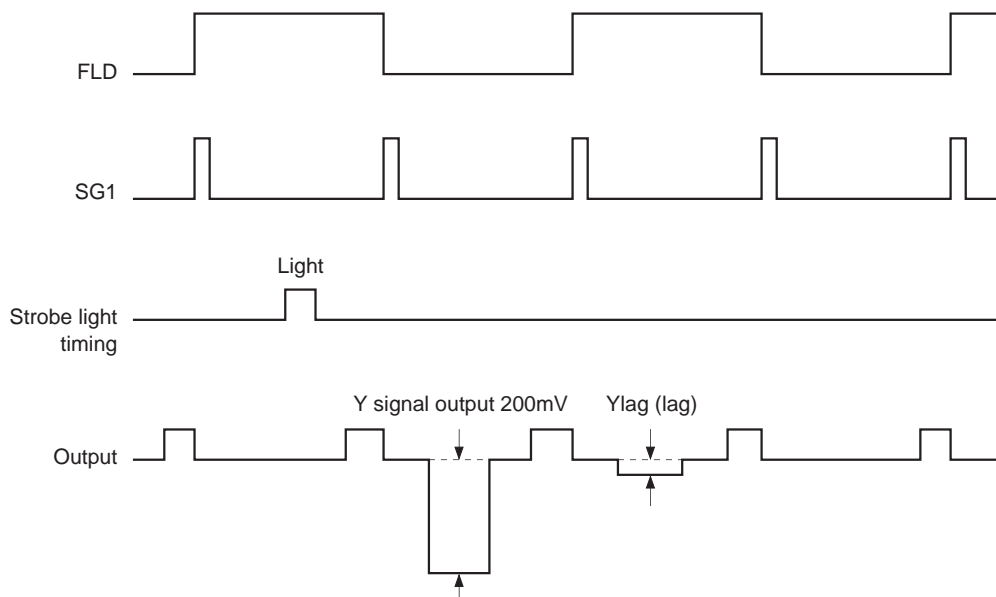 FLD
SG1
Light
Strobe light
timing
Y signal output 200mV
Ylag (lag)
Output